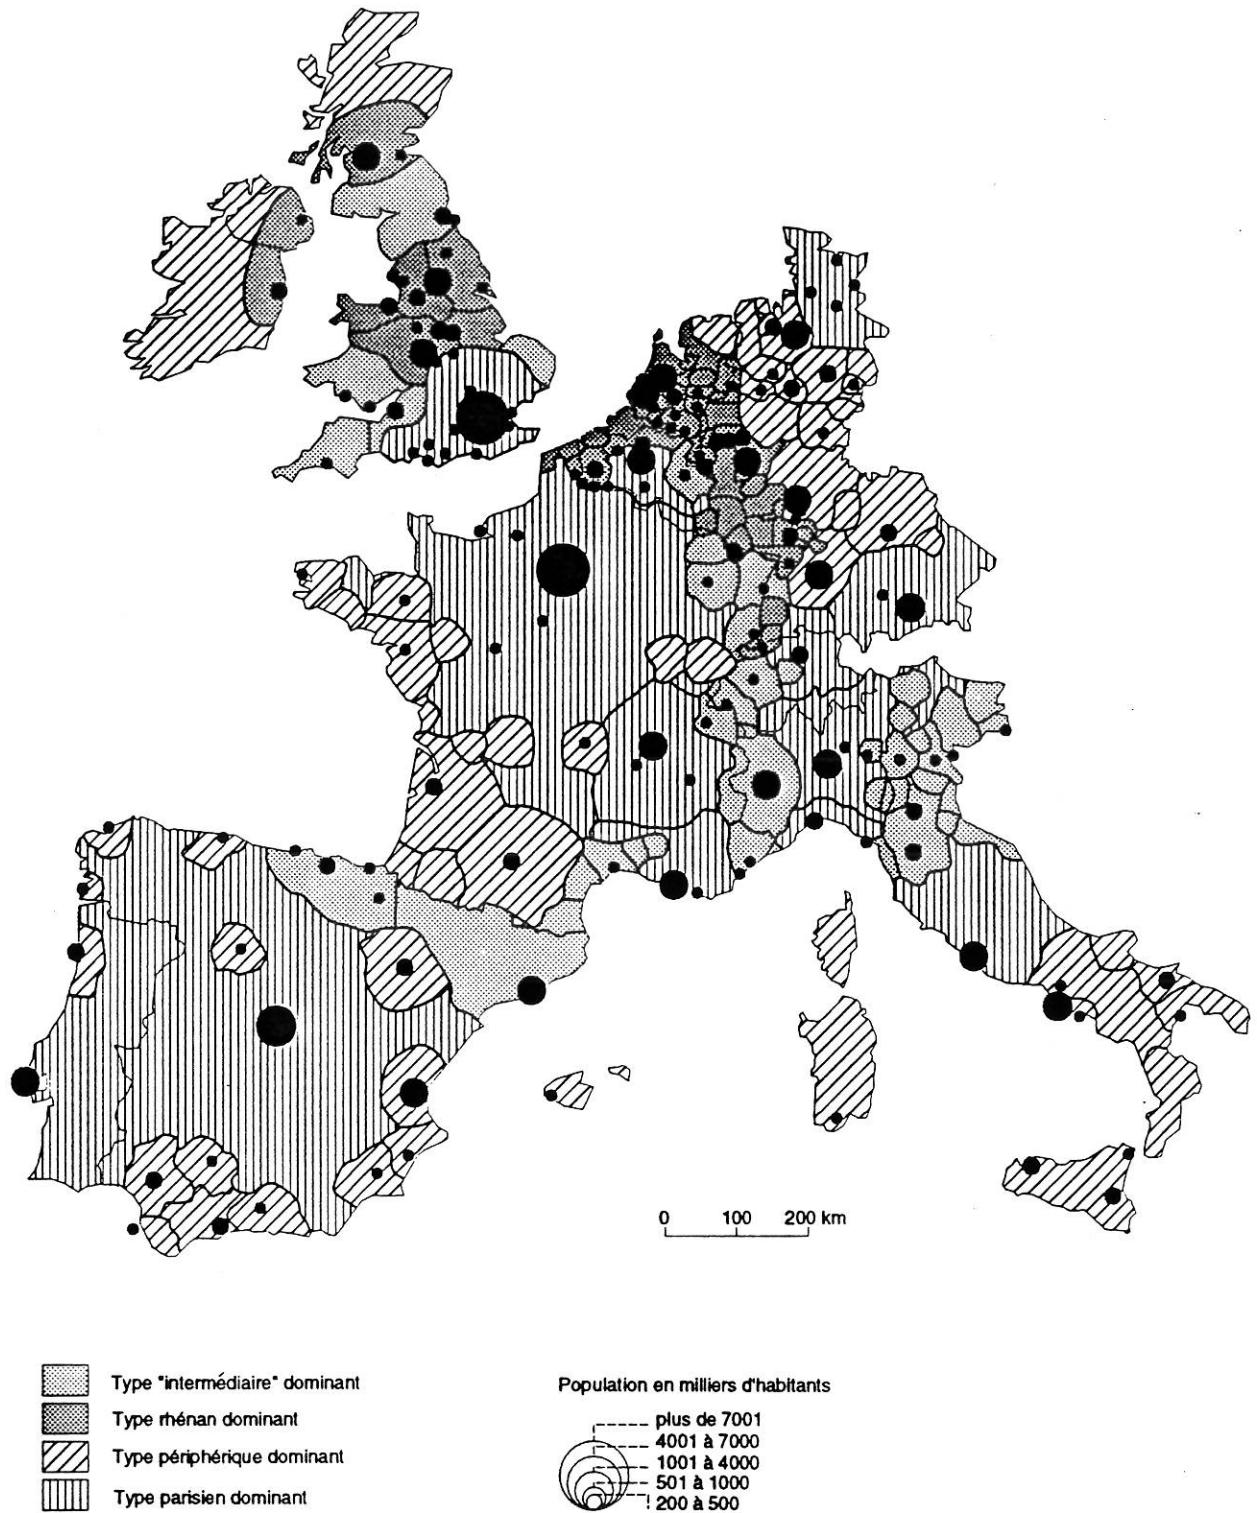 0 100 200 km
Type "intermédiaire" dominant
Type rhénan dominant
Type périphérique dominant
Type parisien dominant
Population en milliers d'habitants
plus de 7001
4001 à 7000
1001 à 4000
501 à 1000
200 à 500